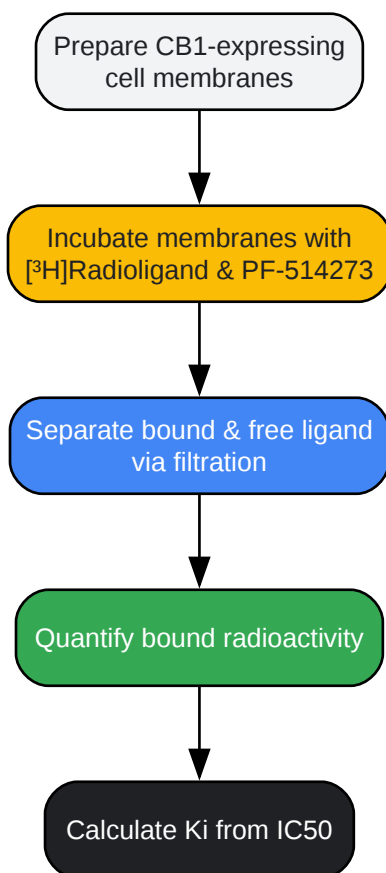 Prepare CB1-expressing
cell membranes
Incubate membranes with
[³H]Radioligand & PF-514273
Separate bound & free ligand
via filtration
Quantify bound radioactivity
Calculate Ki from IC50